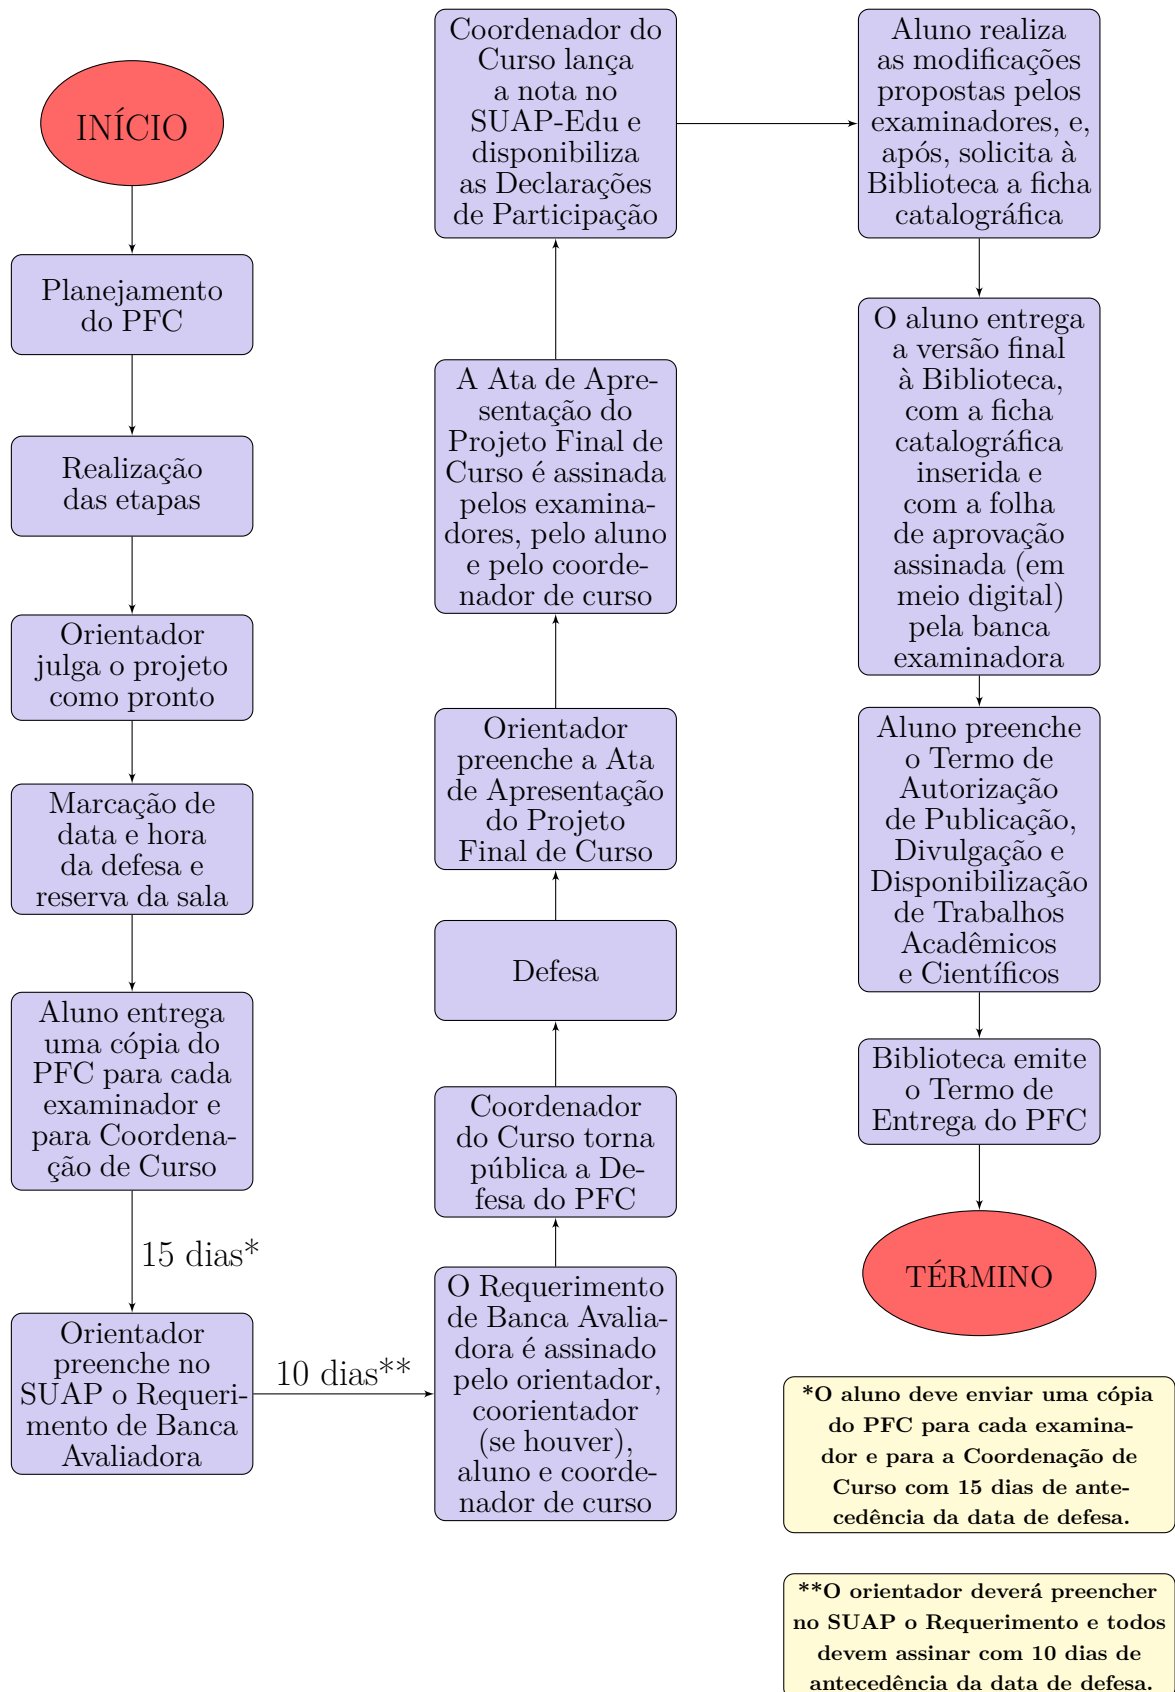 INÍCIO
Planejamento
do PFC
Realização
das etapas
Orientador
julga o projeto
como pronto
Marcação de
data e hora
da defesa e
reserva da sala
Aluno entrega
uma cópia do
PFC para cada
examinador e
para Coordena-
ção de Curso
15 dias*
Orientador
preenche no
SUAP o Requeri-
mento de Banca
Avaliadora
10 dias**
O Requerimento
de Banca Avalia-
dora é assinado
pelo orientador,
coorientador
(se houver),
aluno e coorde-
nador de curso
Coordenador
do Curso torna
pública a De-
fesa do PFC
Defesa
Orientador
preenche a Ata
de Apresentação
do Projeto
Final de Curso
A Ata de Apre-
sentação do
Projeto Final de
Curso é assinada
pelos examina-
dores, pelo aluno
e pelo coorde-
nador de curso
Coordenador do
Curso lança
a nota no
SUAP-Edu e
disponibiliza
as Declarações
de Participação
Aluno realiza
as modificações
propostas pelos
examinadores, e,
após, solicita à
Biblioteca a ficha
catalográfica
O aluno entrega
a versão final
à Biblioteca,
com a ficha
catalográfica
inserida e
com a folha
de aprovação
assinada (em
meio digital)
pela banca
examinadora
Aluno preenche
o Termo de
Autorização
de Publicação,
Divulgação e
Disponibilização
de Trabalhos
Acadêmicos
e Científicos
Biblioteca emite
o Termo de
Entrega do PFC
TÉRMINO
*O aluno deve enviar uma cópia
do PFC para cada examina-
dor e para a Coordenação de
Curso com 15 dias de ante-
cedência da data de defesa.
**O orientador deverá preencher
no SUAP o Requerimento e todos
devem assinar com 10 dias de
antecedência da data de defesa.